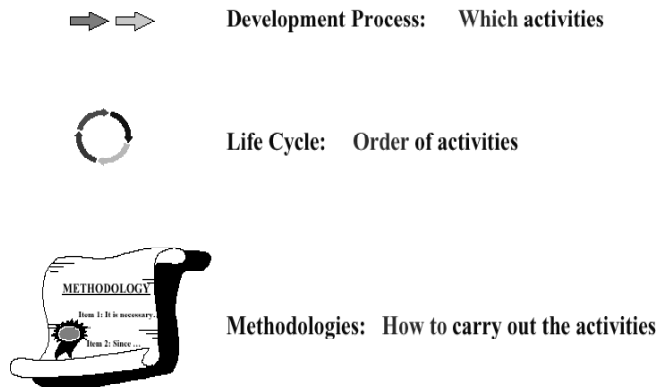 Development Process: Which activities
Life Cycle: Order of activities
METHODOLOGY
Item 1: It is necessary..
Item 2: Since ...
Methodologies: How to carry out the activities